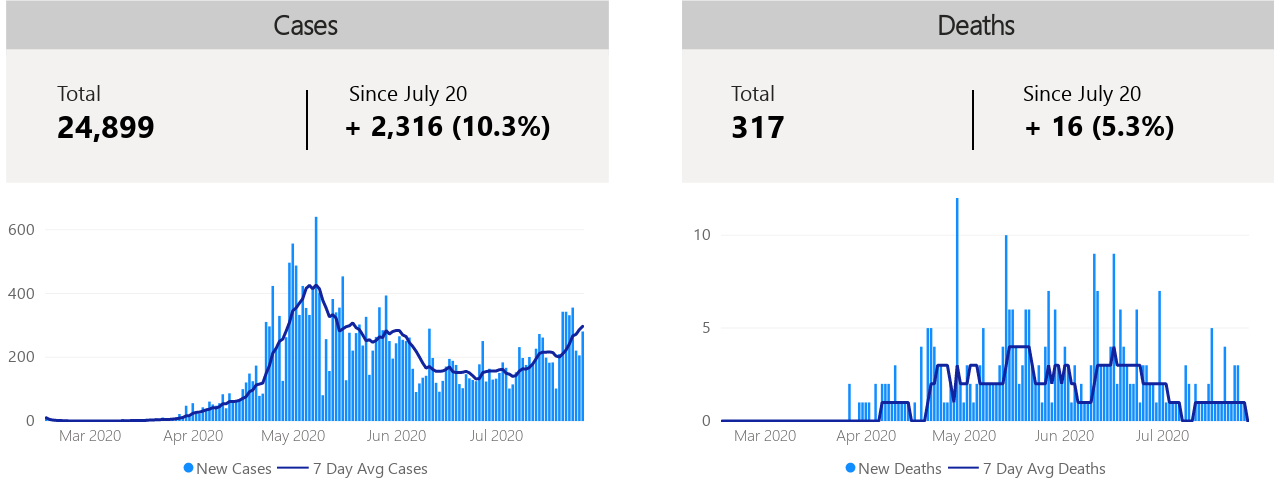 Cases
Total
24,899
Since July 20
+ 2,316 (10.3%)
600
400
200
0
Mar 2020 Apr 2020 May 2020 Jun 2020 Jul 2020
New Cases 7 Day Avg Cases
Deaths
Total
317
Since July 20
+ 16 (5.3%)
10
5
0
Mar 2020 Apr 2020 May 2020 Jun 2020 Jul 2020
New Deaths 7 Day Avg Deaths